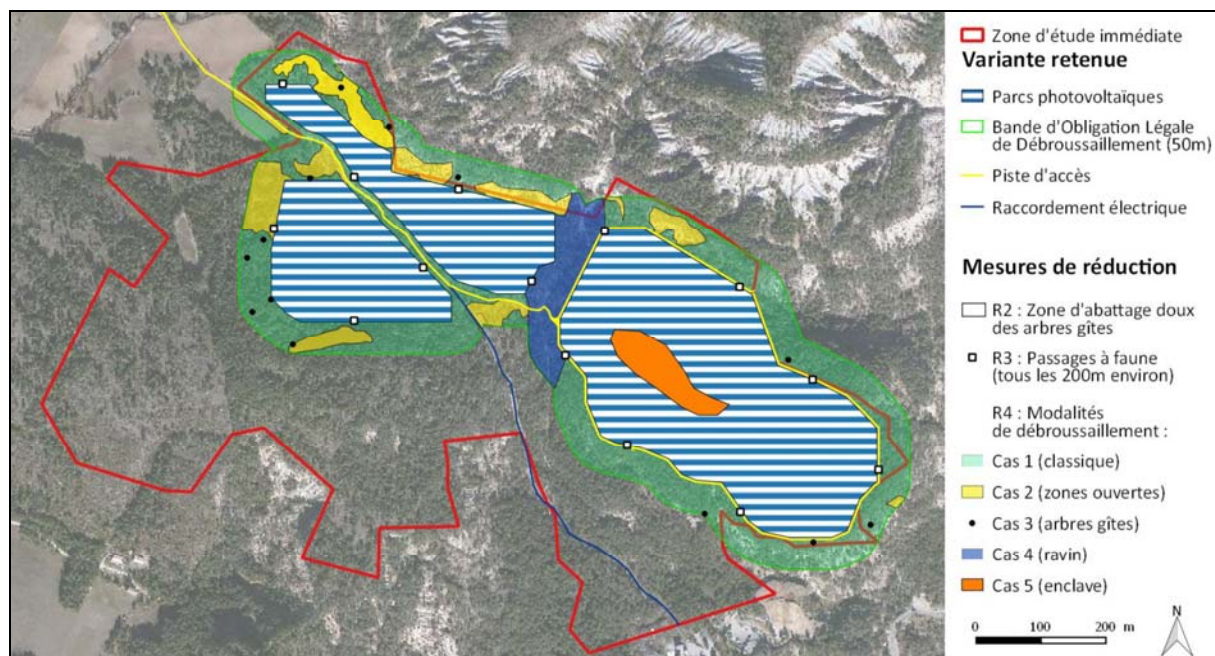 Zone d'étude immédiate
Variante retenue
Parcs photovoltaïques
Bande d'Obligation Légale
de Débroussaillement (50m)
Piste d'accès
Raccordement électrique
Mesures de réduction
R2 : Zone d'abattage doux
des arbres gîtes
R3 : Passages à faune
(tous les 200m environ)
R4 : Modalités
de débroussaillement :
Cas 1 (classique)
Cas 2 (zones ouvertes)
Cas 3 (arbres gîtes)
Cas 4 (ravin)
Cas 5 (enclave)
N
0 100 200 m